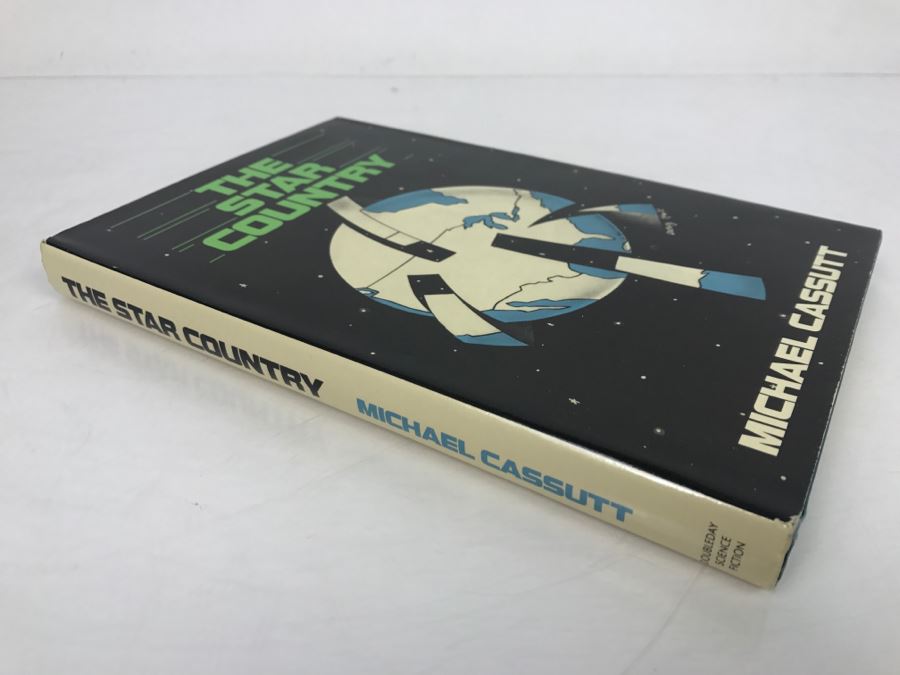 THE
STAR
COUNTRY
MICHAEL CASSUTT
THE STAR COUNTRY
MICHAEL CASSUTT
DOUBLEDAY
SCIENCE
FICTION